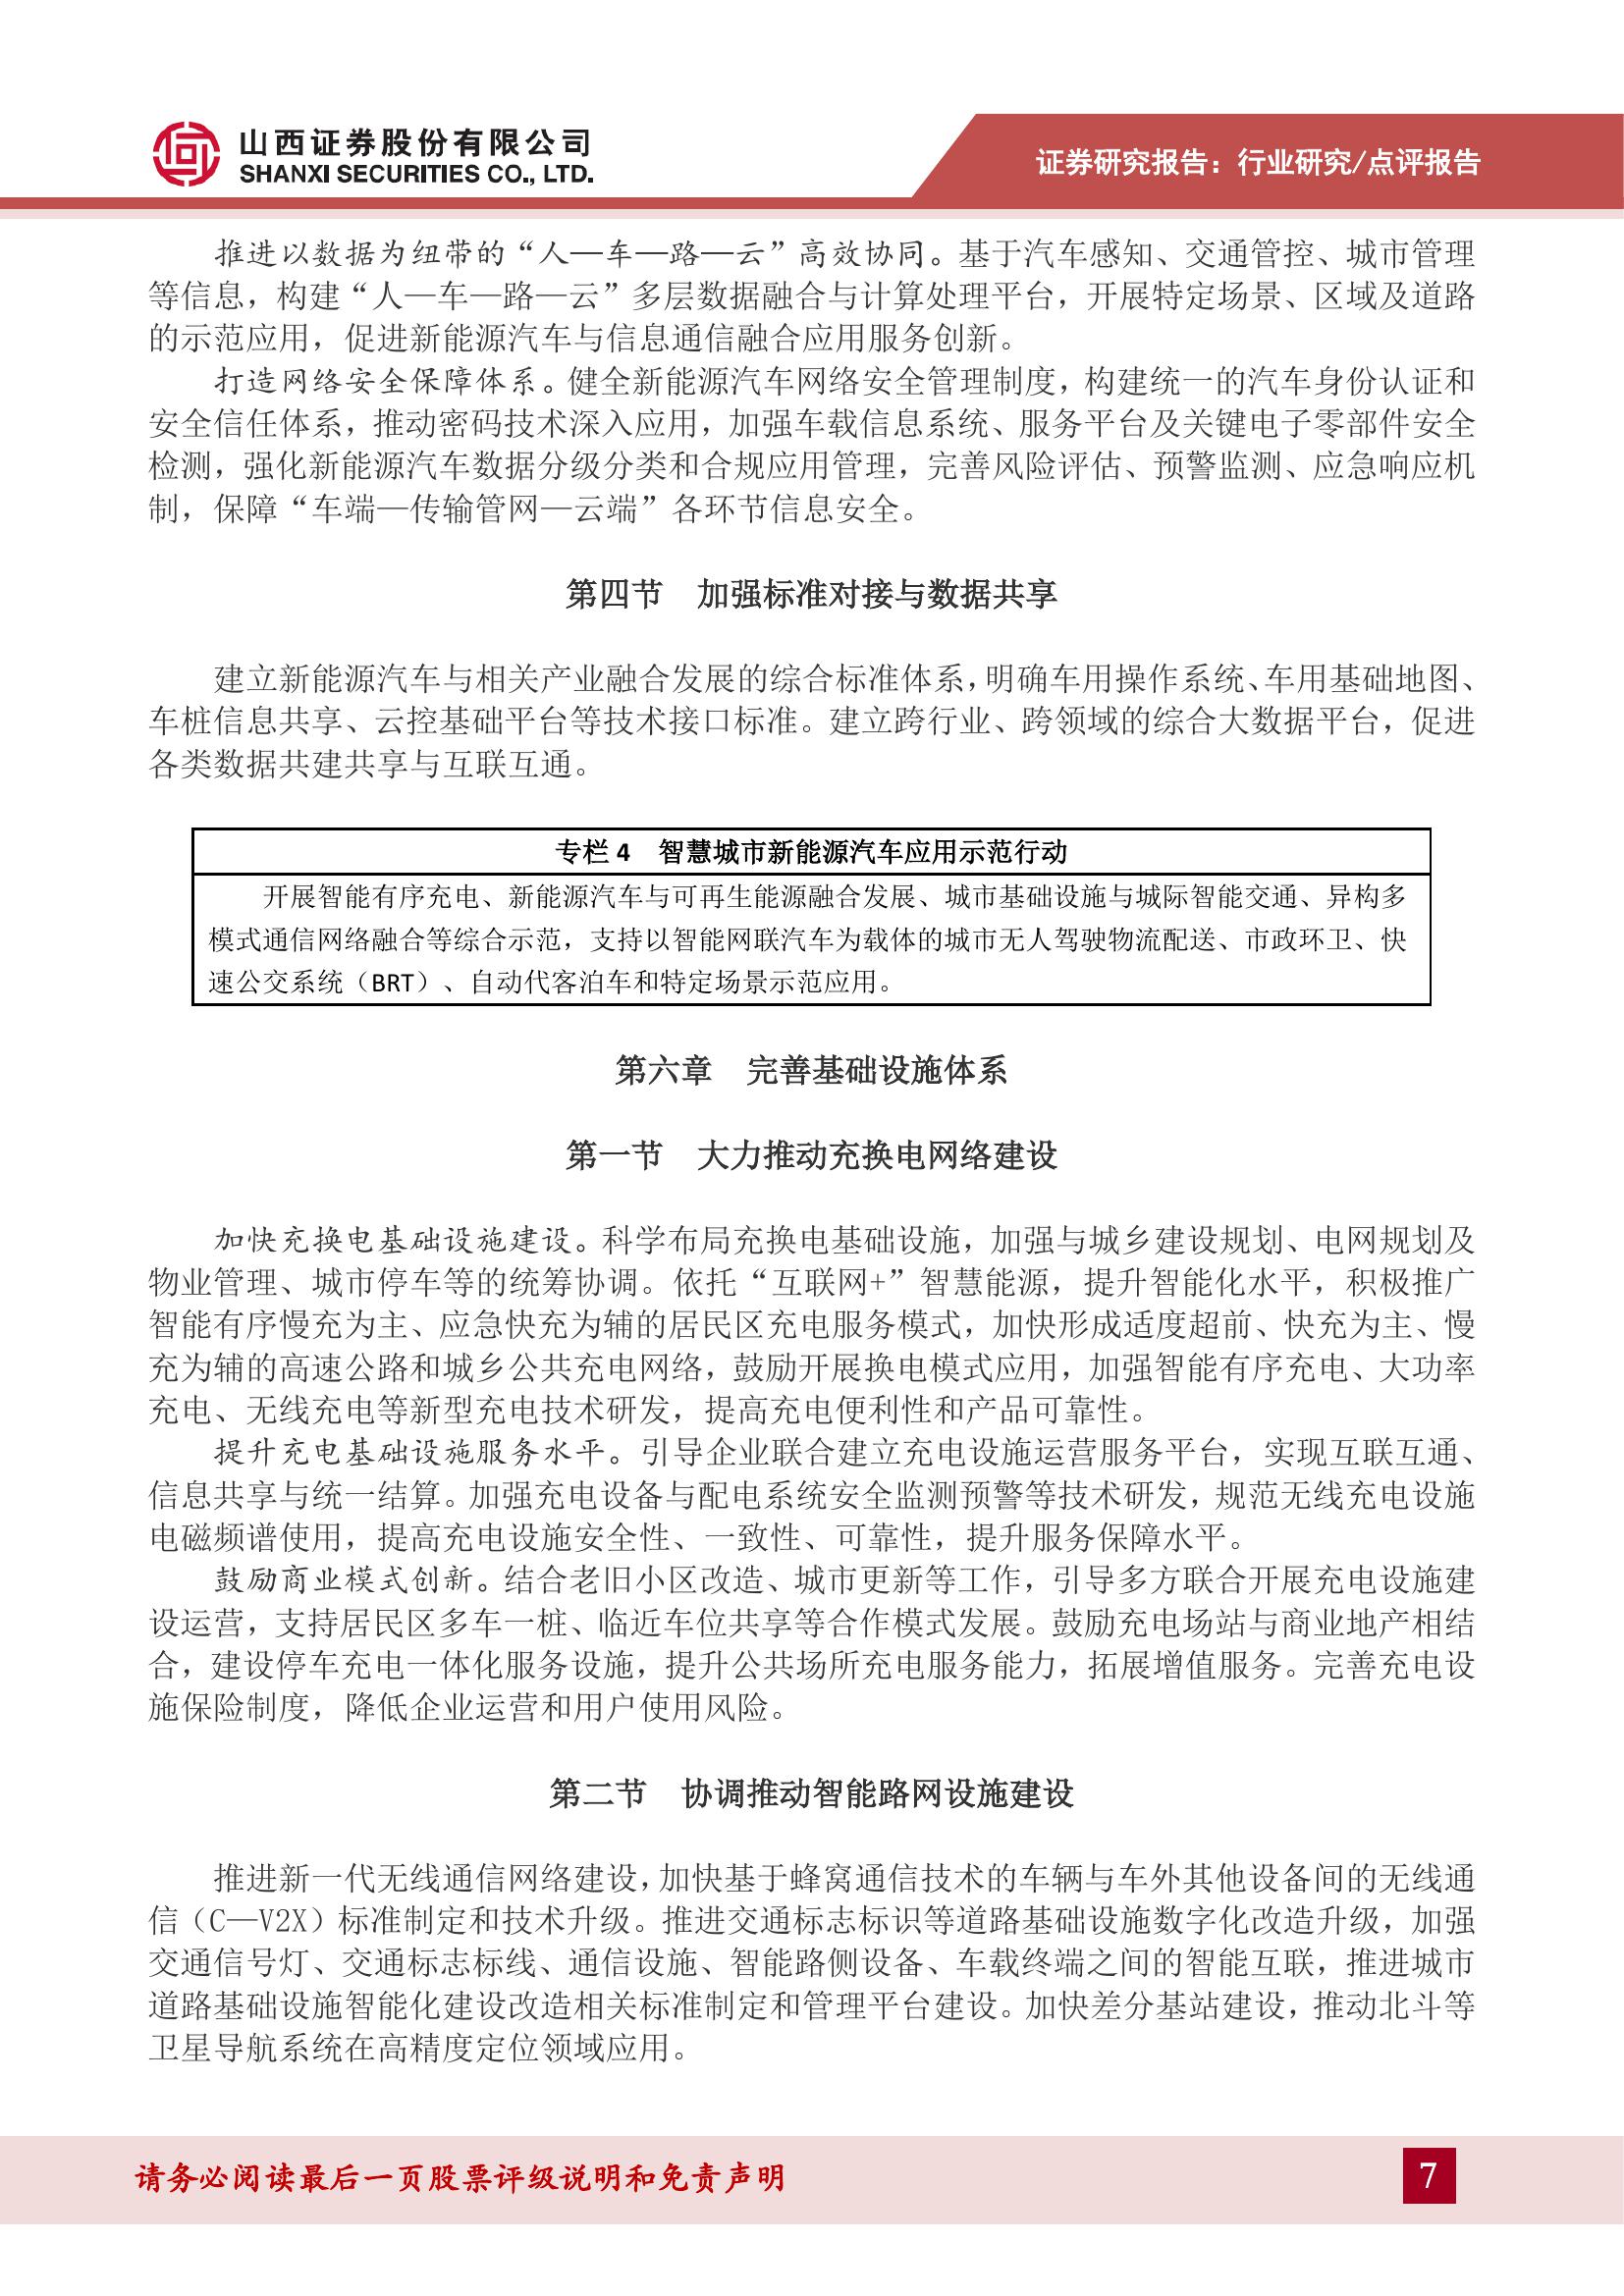 山西证券股份有限公司
SHANXI SECURITIES CO., LTD.
证券研究报告：行业研究/点评报告
推进以数据为纽带的“人—车—路—云”高效协同。基于汽车感知、交通管控、城市管理
等信息，构建“人—车—路—云”多层数据融合与计算处理平台，开展特定场景、区域及道路
的示范应用，促进新能源汽车与信息通信融合应用服务创新。
打造网络安全保障体系。健全新能源汽车网络安全管理制度，构建统一的汽车身份认证和
安全信任体系，推动密码技术深入应用，加强车载信息系统、服务平台及关键电子零部件安全
检测，强化新能源汽车数据分级分类和合规应用管理，完善风险评估、预警监测、应急响应机
制，保障“车端—传输管网—云端”各环节信息安全。
第四节　加强标准对接与数据共享
建立新能源汽车与相关产业融合发展的综合标准体系，明确车用操作系统、车用基础地图、
车桩信息共享、云控基础平台等技术接口标准。建立跨行业、跨领域的综合大数据平台，促进
各类数据共建共享与互联互通。
专栏 4　智慧城市新能源汽车应用示范行动
开展智能有序充电、新能源汽车与可再生能源融合发展、城市基础设施与城际智能交通、异构多
模式通信网络融合等综合示范，支持以智能网联汽车为载体的城市无人驾驶物流配送、市政环卫、快
速公交系统（BRT）、自动代客泊车和特定场景示范应用。
第六章　完善基础设施体系
第一节　大力推动充换电网络建设
加快充换电基础设施建设。科学布局充换电基础设施，加强与城乡建设规划、电网规划及
物业管理、城市停车等的统筹协调。依托“互联网+”智慧能源，提升智能化水平，积极推广
智能有序慢充为主、应急快充为辅的居民区充电服务模式，加快形成适度超前、快充为主、慢
充为辅的高速公路和城乡公共充电网络，鼓励开展换电模式应用，加强智能有序充电、大功率
充电、无线充电等新型充电技术研发，提高充电便利性和产品可靠性。
提升充电基础设施服务水平。引导企业联合建立充电设施运营服务平台，实现互联互通、
信息共享与统一结算。加强充电设备与配电系统安全监测预警等技术研发，规范无线充电设施
电磁频谱使用，提高充电设施安全性、一致性、可靠性，提升服务保障水平。
鼓励商业模式创新。结合老旧小区改造、城市更新等工作，引导多方联合开展充电设施建
设运营，支持居民区多车一桩、临近车位共享等合作模式发展。鼓励充电场站与商业地产相结
合，建设停车充电一体化服务设施，提升公共场所充电服务能力，拓展增值服务。完善充电设
施保险制度，降低企业运营和用户使用风险。
第二节　协调推动智能路网设施建设
推进新一代无线通信网络建设，加快基于蜂窝通信技术的车辆与车外其他设备间的无线通
信（C—V2X）标准制定和技术升级。推进交通标志标识等道路基础设施数字化改造升级，加强
交通信号灯、交通标志标线、通信设施、智能路侧设备、车载终端之间的智能互联，推进城市
道路基础设施智能化建设改造相关标准制定和管理平台建设。加快差分基站建设，推动北斗等
卫星导航系统在高精度定位领域应用。
请务必阅读最后一页股票评级说明和免责声明
7